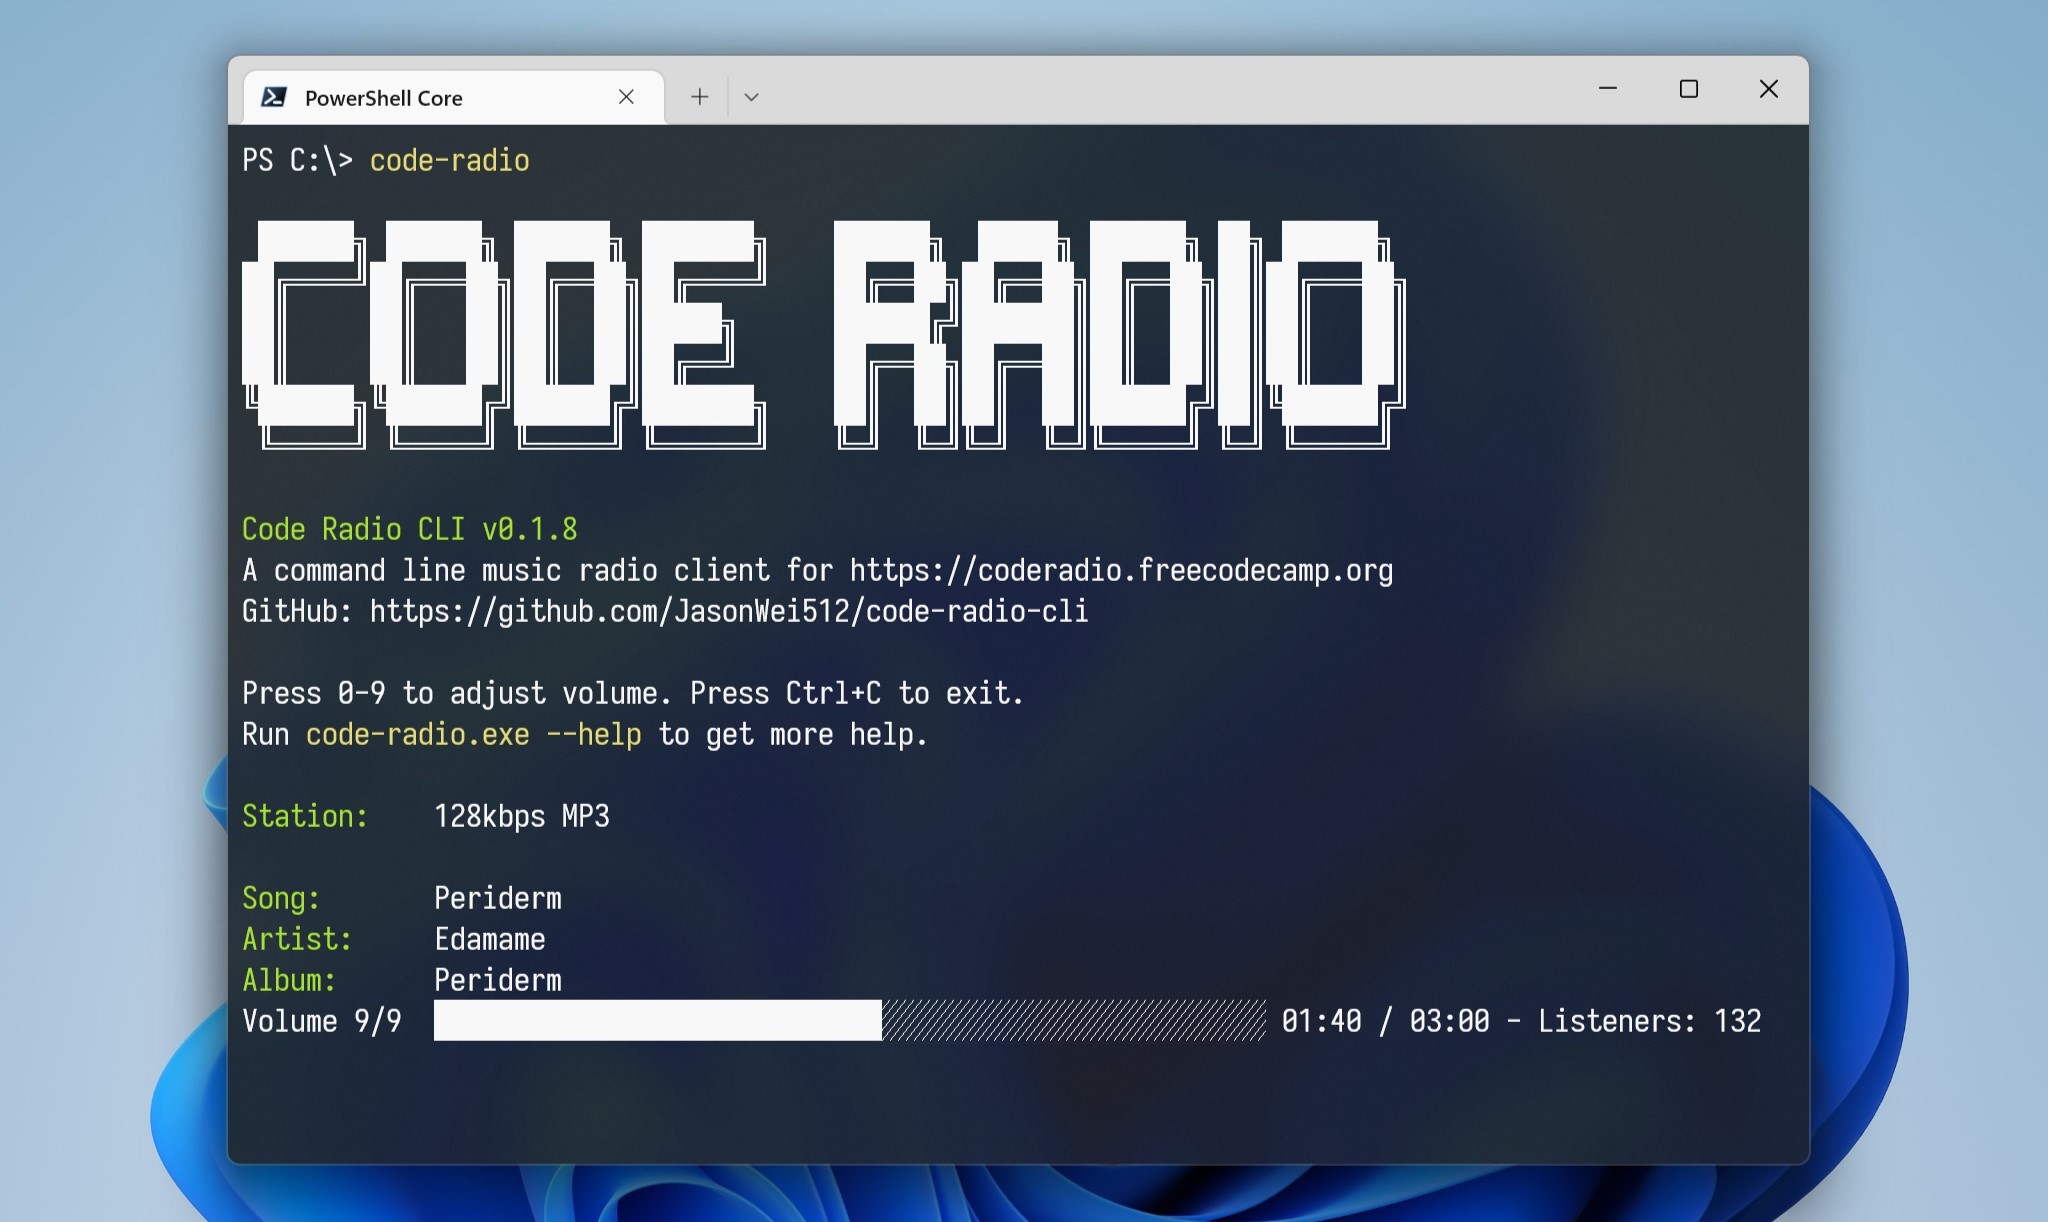 PowerShell Core
PS C:\> code-radio
CODE RADIO
Code Radio CLI v0.1.8
A command line music radio client for https://coderadio.freecodecamp.org
GitHub: https://github.com/JasonWei512/code-radio-cli
Press 0-9 to adjust volume. Press Ctrl+C to exit.
Run code-radio.exe --help to get more help.
Station: 128kbps MP3
Song: Periderm
Artist: Edamame
Album: Periderm
Volume 9/9 01:40 / 03:00 - Listeners: 132